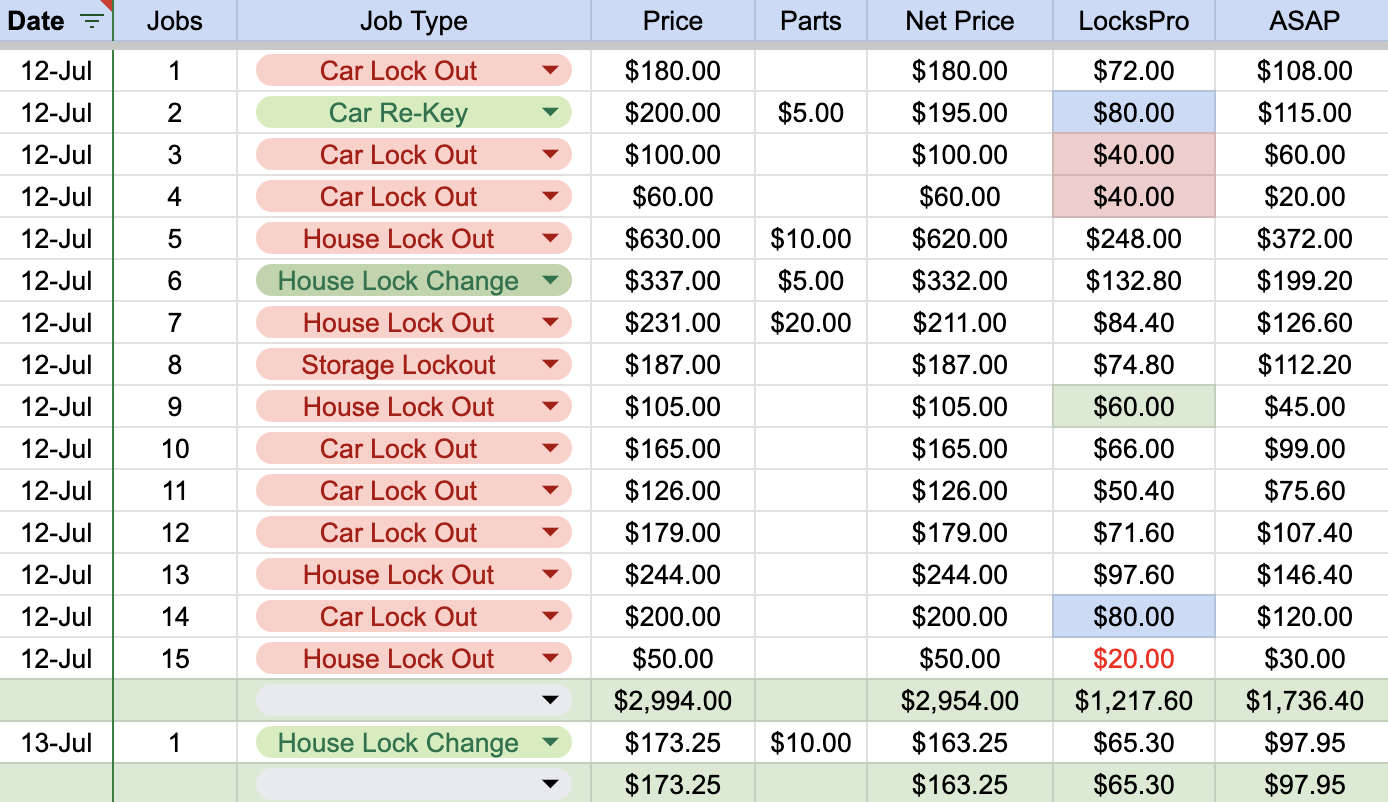 Date Jobs Job Type Price Parts Net Price LocksPro ASAP
12-Jul 1 Car Lock Out $180.00 $180.00 $72.00 $108.00
12-Jul 2 Car Re-Key $200.00 $5.00 $195.00 $80.00 $115.00
12-Jul 3 Car Lock Out $100.00 $100.00 $40.00 $60.00
12-Jul 4 Car Lock Out $60.00 $60.00 $40.00 $20.00
12-Jul 5 House Lock Out $630.00 $10.00 $620.00 $248.00 $372.00
12-Jul 6 House Lock Change $337.00 $5.00 $332.00 $132.80 $199.20
12-Jul 7 House Lock Out $231.00 $20.00 $211.00 $84.40 $126.60
12-Jul 8 Storage Lockout $187.00 $187.00 $74.80 $112.20
12-Jul 9 House Lock Out $105.00 $105.00 $60.00 $45.00
12-Jul 10 Car Lock Out $165.00 $165.00 $66.00 $99.00
12-Jul 11 Car Lock Out $126.00 $126.00 $50.40 $75.60
12-Jul 12 Car Lock Out $179.00 $179.00 $71.60 $107.40
12-Jul 13 House Lock Out $244.00 $244.00 $97.60 $146.40
12-Jul 14 Car Lock Out $200.00 $200.00 $80.00 $120.00
12-Jul 15 House Lock Out $50.00 $50.00 $20.00 $30.00
$2,994.00 $2,954.00 $1,217.60 $1,736.40
13-Jul 1 House Lock Change $173.25 $10.00 $163.25 $65.30 $97.95
$173.25 $163.25 $65.30 $97.95